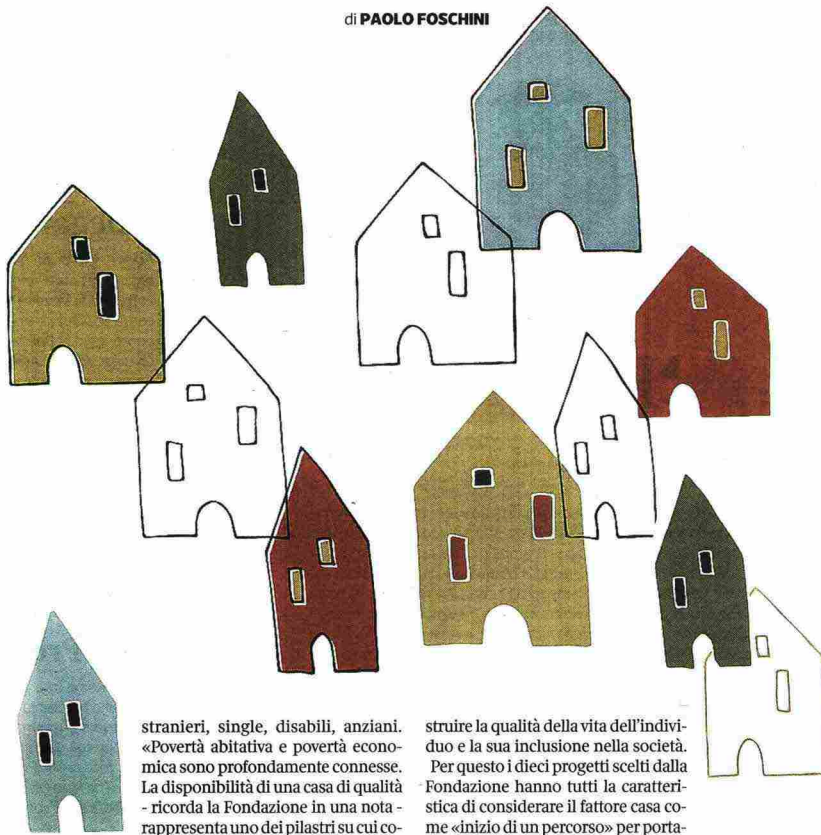 di PAOLO FOSCHINI
stranieri, single, disabili, anziani.
«Povertà abitativa e povertà econo-
mica sono profondamente connesse.
La disponibilità di una casa di qualità
- ricorda la Fondazione in una nota -
rappresenta uno dei pilastri su cui co-
struire la qualità della vita dell'indivi-
duo e la sua inclusione nella società.
Per questo i dieci progetti scelti dalla
Fondazione hanno tutti la caratteri-
stica di considerare il fattore casa co-
me «inizio di un percorso» per porta-